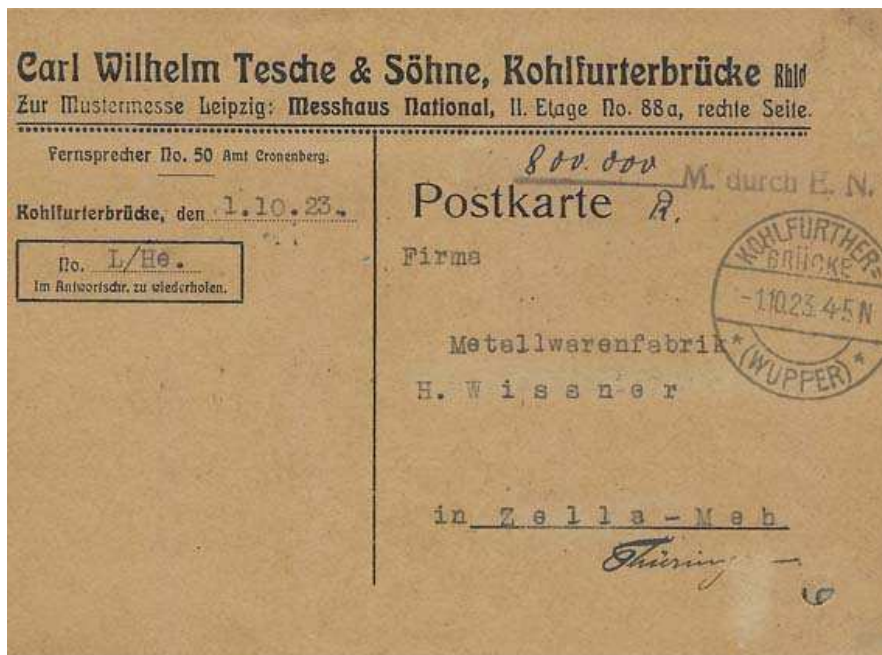 Carl Wilhelm Tesche & Söhne, Kohlfurterbrücke Rhld
Zur Mustermesse Leipzig: Messhaus National, II. Etage No. 88a, rechte Seite.
Fernsprecher No. 50 Amt Cronenberg.
Kohlfurterbrücke, den 1.10.23.
No. L/He.
Im Antwortschr. zu wiederholen.
800.000 M. durch E. N.
Postkarte R.
Firma
Metallwarenfabrik
H. Wissner
in Zella-Meh
Thüringen
KOHLFURTHER=
BRÜCKE
-1.10.23.4-5N
*(WUPPER)*